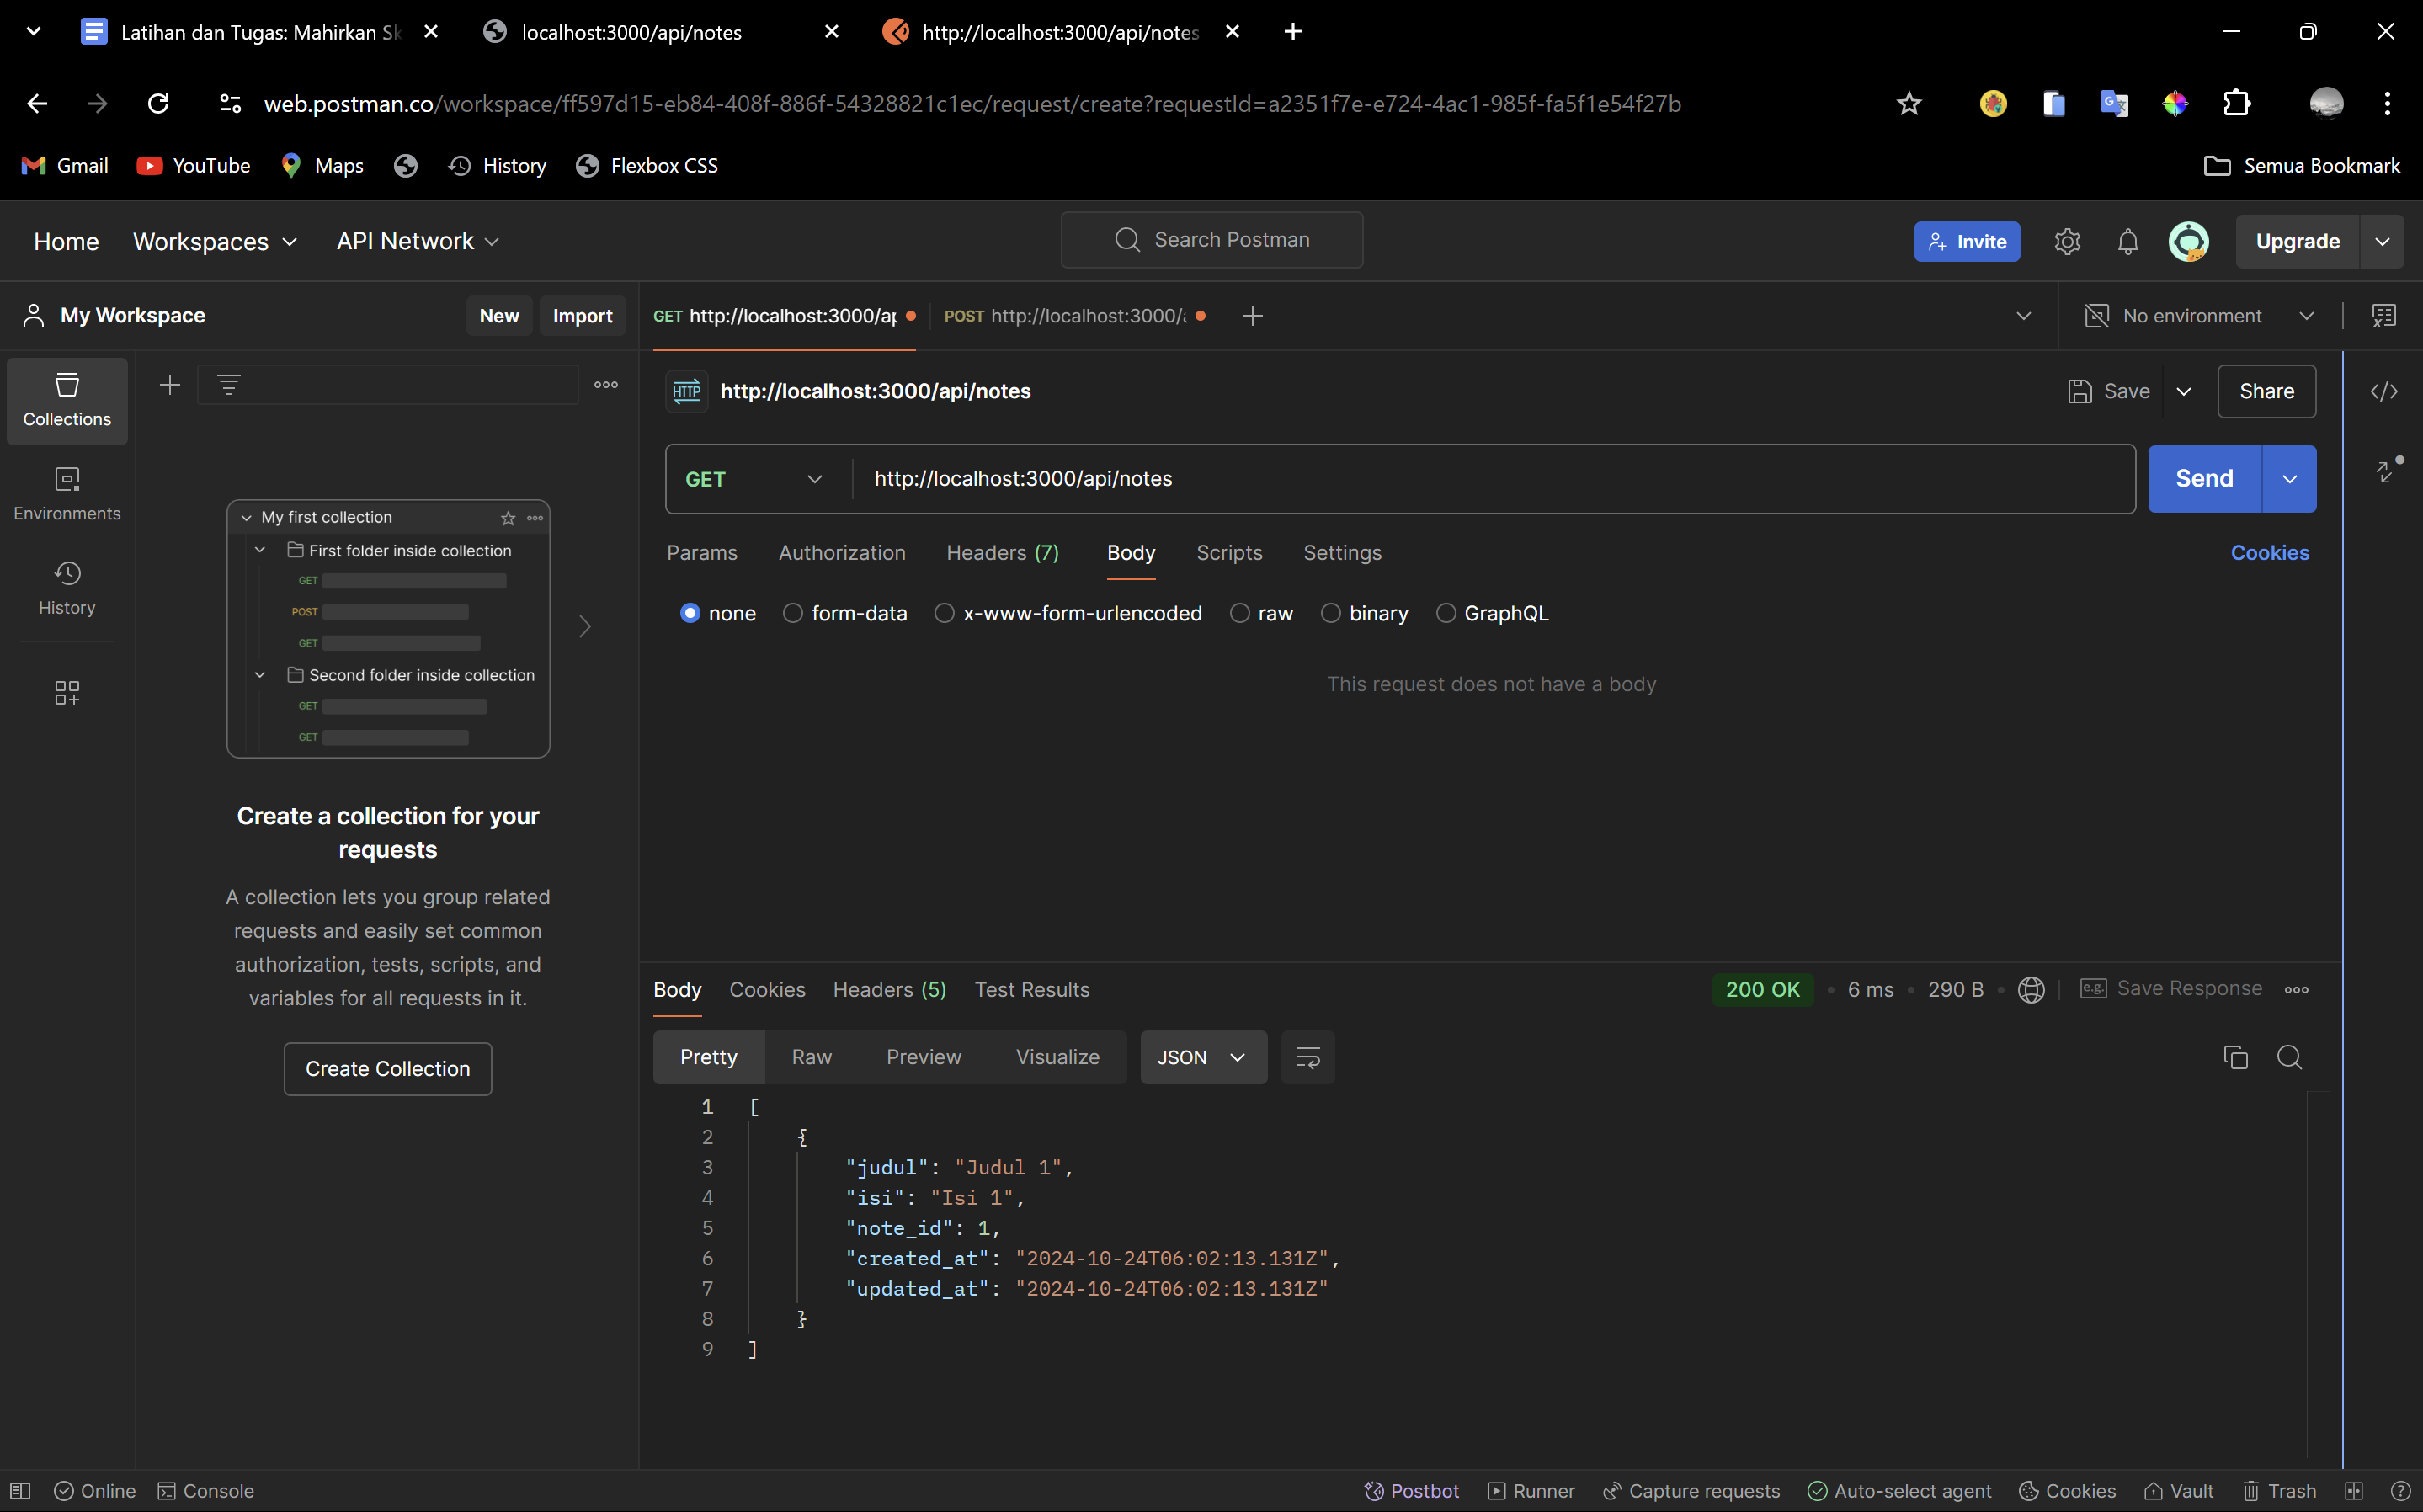 Latihan dan Tugas: Mahirkan Sk
localhost:3000/api/notes
http://localhost:3000/api/notes
web.postman.co/workspace/ff597d15-eb84-408f-886f-54328821c1ec/request/create?requestId=a2351f7e-e724-4ac1-985f-fa5f1e54f27b
Gmail YouTube Maps History Flexbox CSS Semua Bookmark
Home Workspaces API Network Search Postman Invite Upgrade
My Workspace New Import
GET http://localhost:3000/ap POST http://localhost:3000/a No environment
Collections
Environments
History
My first collection
First folder inside collection
GET
POST
GET
Second folder inside collection
GET
GET
Create a collection for your
requests
A collection lets you group related
requests and easily set common
authorization, tests, scripts, and
variables for all requests in it.
Create Collection
HTTP http://localhost:3000/api/notes Save Share
GET http://localhost:3000/api/notes Send
Params Authorization Headers (7) Body Scripts Settings Cookies
none form-data x-www-form-urlencoded raw binary GraphQL
This request does not have a body
Body Cookies Headers (5) Test Results 200 OK • 6 ms • 290 B • e.g. Save Response
Pretty Raw Preview Visualize JSON
1 [
2 {
3 "judul": "Judul 1",
4 "isi": "Isi 1",
5 "note_id": 1,
6 "created_at": "2024-10-24T06:02:13.131Z",
7 "updated_at": "2024-10-24T06:02:13.131Z"
8 }
9 ]
Online Console Postbot Runner Capture requests Auto-select agent Cookies Vault Trash